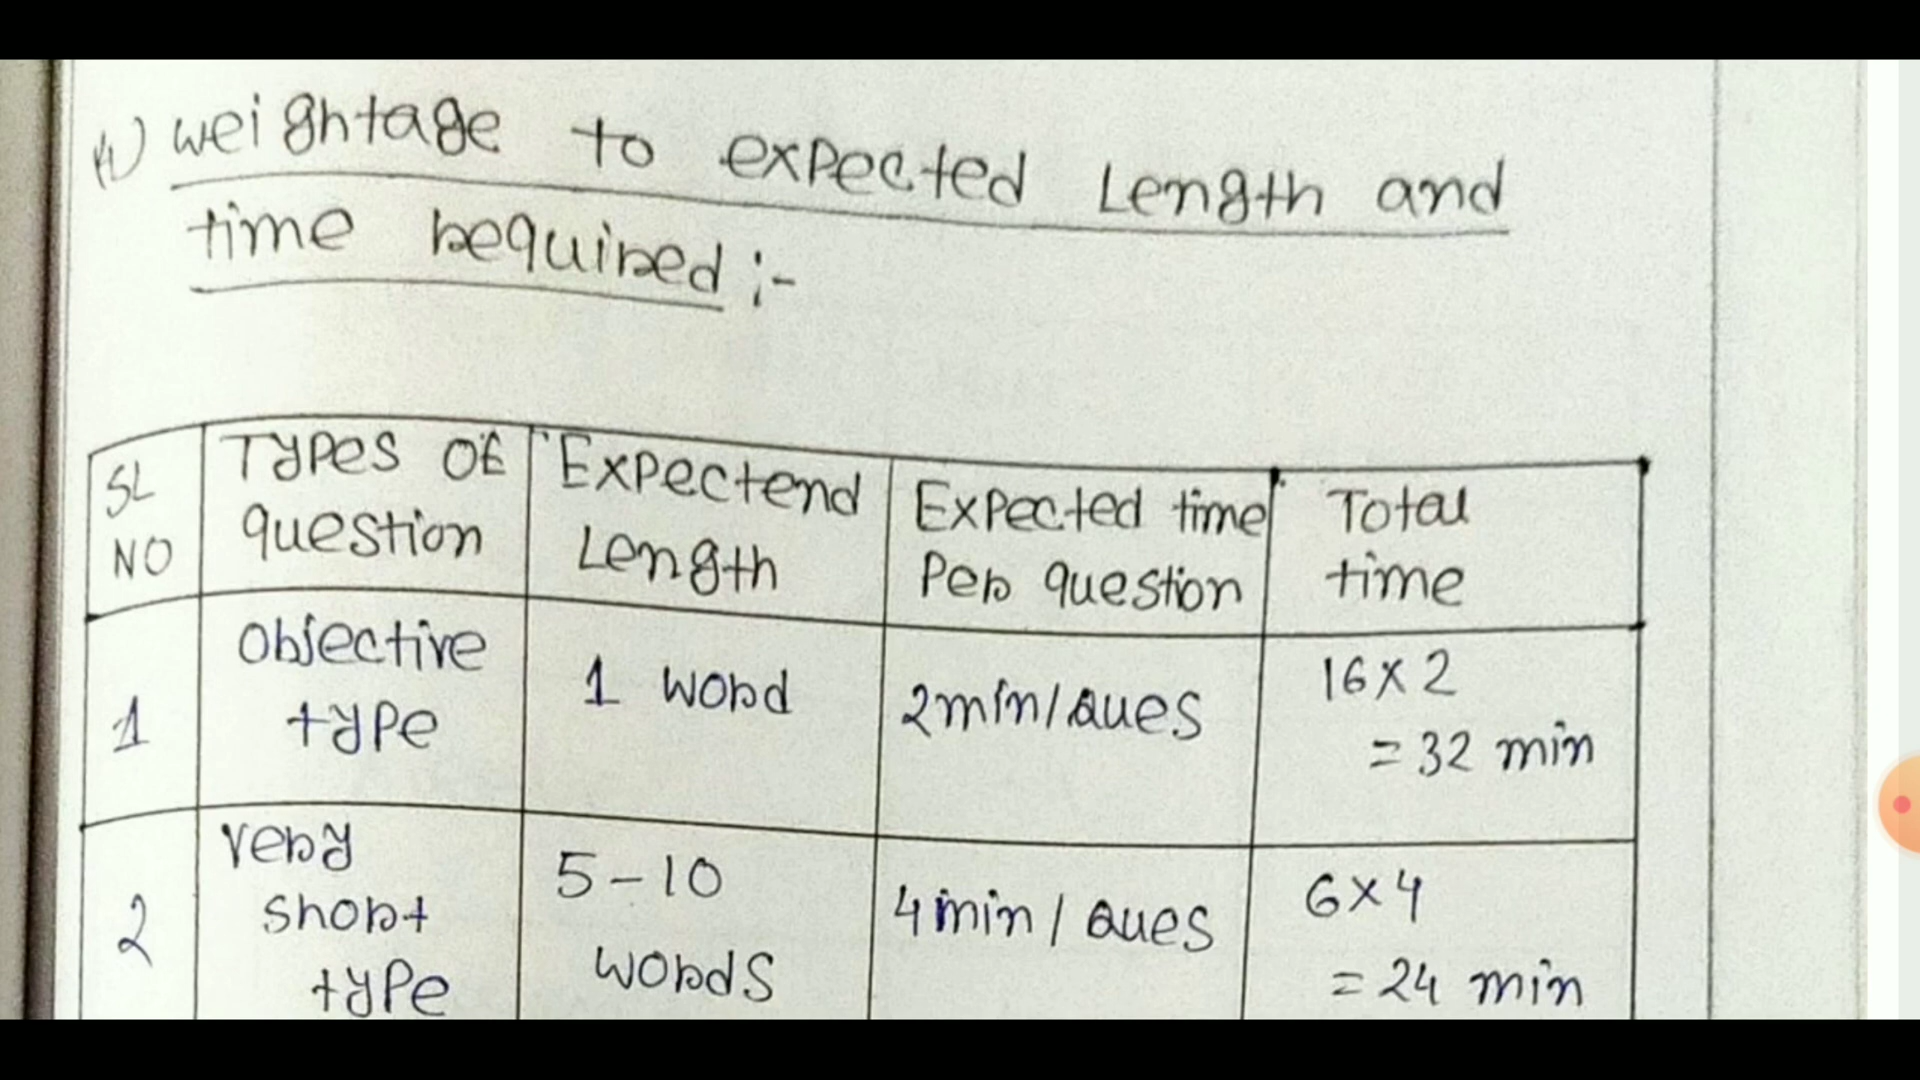 4) weightage to expected Length and
time required :-
SL NO
Types of question
Expectend Length
Expected time Per question
Total time
1
Objective type
1 word
2min/Ques
16 x 2
= 32 min
2
Very short type
5-10 words
4min/Ques
6 x 4
= 24 min